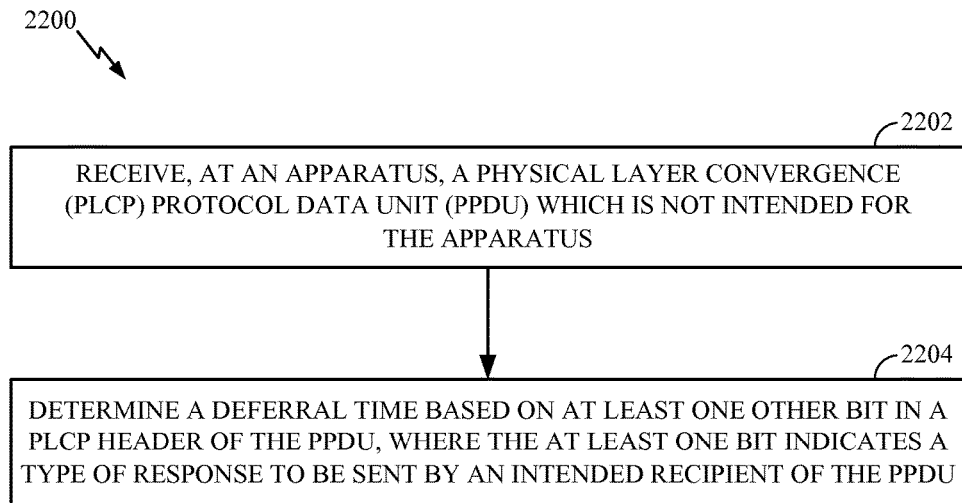 2200
2202
RECEIVE, AT AN APPARATUS, A PHYSICAL LAYER CONVERGENCE
(PLCP) PROTOCOL DATA UNIT (PPDU) WHICH IS NOT INTENDED FOR
THE APPARATUS
2204
DETERMINE A DEFERRAL TIME BASED ON AT LEAST ONE OTHER BIT IN A
PLCP HEADER OF THE PPDU, WHERE THE AT LEAST ONE BIT INDICATES A
TYPE OF RESPONSE TO BE SENT BY AN INTENDED RECIPIENT OF THE PPDU